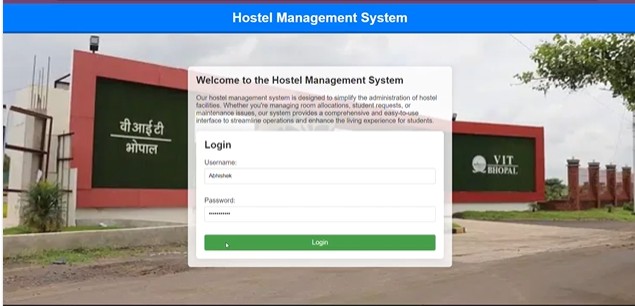 Hostel Management System
Welcome to the Hostel Management System
Our hostel management system is designed to simplify the administration of hostel
facilities. Whether you're managing room allocations, student requests, or
maintenance issues, our system provides a comprehensive and easy-to-use
interface to streamline operations and enhance the living experience for students.
Login
Username:
Abhishek
Password:
Login
वी आई टी
भोपाल
VIT
BHOPAL